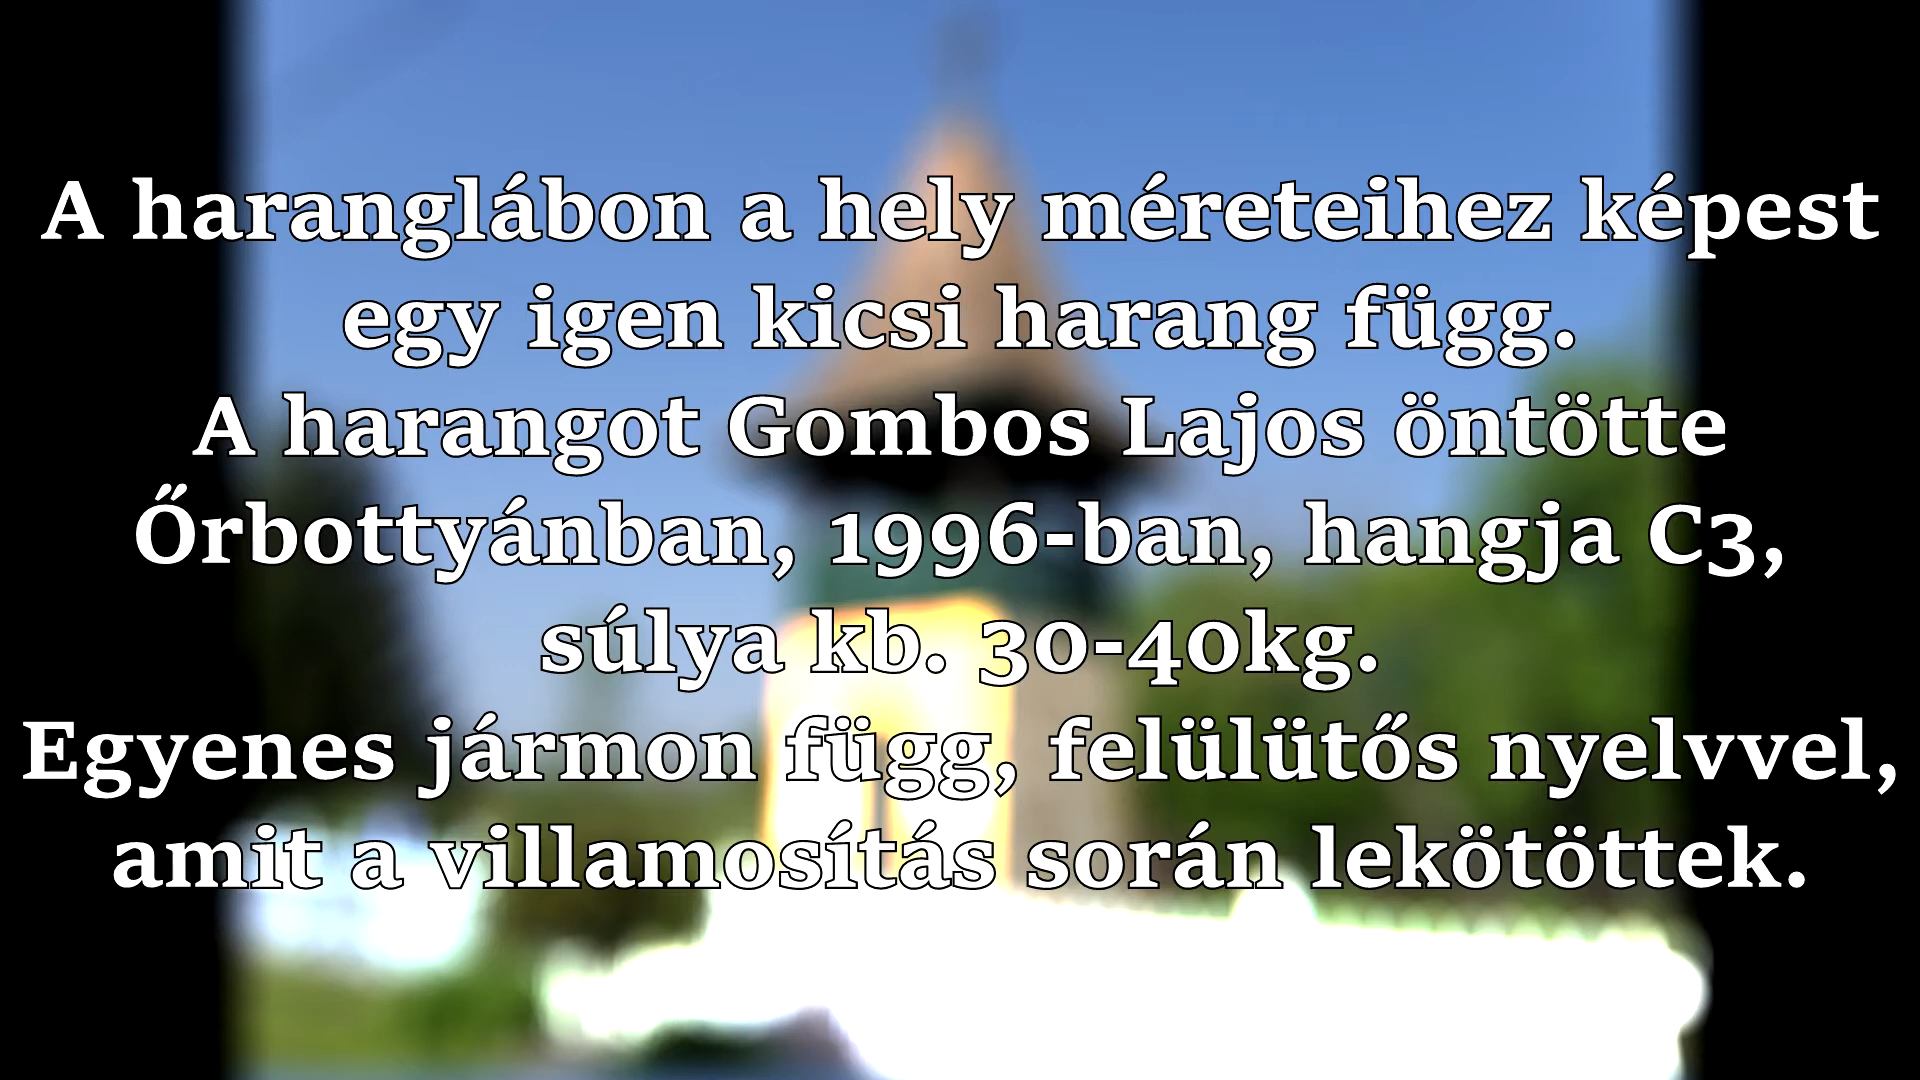 A haranglábon a hely méreteihez képest
egy igen kicsi harang függ.
A harangot Gombos Lajos öntötte
Őrbottyánban, 1996-ban, hangja C3,
súlya kb. 30-40kg.
Egyenes jármon függ, felülütős nyelvvel,
amit a villamosítás során lekötöttek.